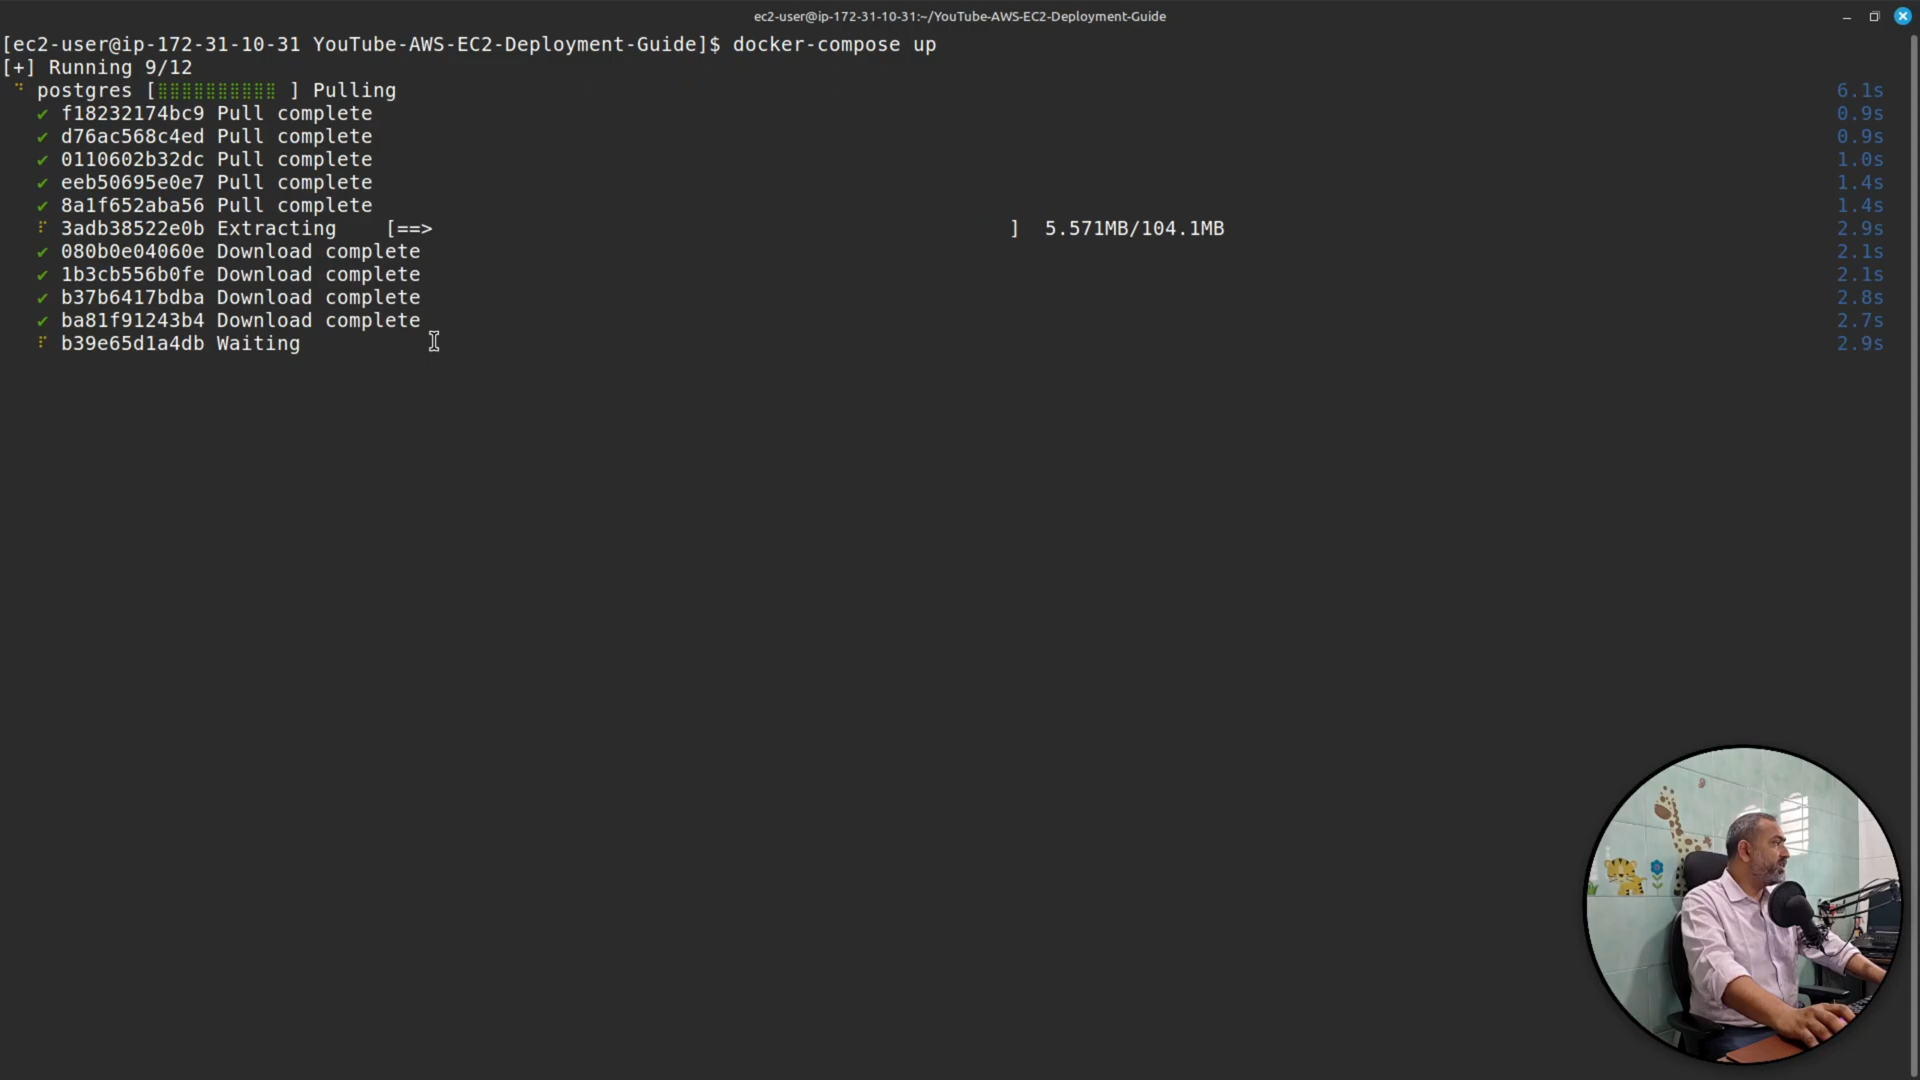 ec2-user@ip-172-31-10-31:~/YouTube-AWS-EC2-Deployment-Guide
[ec2-user@ip-172-31-10-31 YouTube-AWS-EC2-Deployment-Guide]$ docker-compose up
[+] Running 9/12
postgres [⣿⣿⣿⣿⣿⣿⣿⣿⣿⣿ ] Pulling 6.1s
✔ f18232174bc9 Pull complete 0.9s
✔ d76ac568c4ed Pull complete 0.9s
✔ 0110602b32dc Pull complete 1.0s
✔ eeb50695e0e7 Pull complete 1.4s
✔ 8a1f652aba56 Pull complete 1.4s
3adb38522e0b Extracting [==> ] 5.571MB/104.1MB 2.9s
✔ 080b0e04060e Download complete 2.1s
✔ 1b3cb556b0fe Download complete 2.1s
✔ b37b6417bdba Download complete 2.8s
✔ ba81f91243b4 Download complete 2.7s
b39e65d1a4db Waiting 2.9s